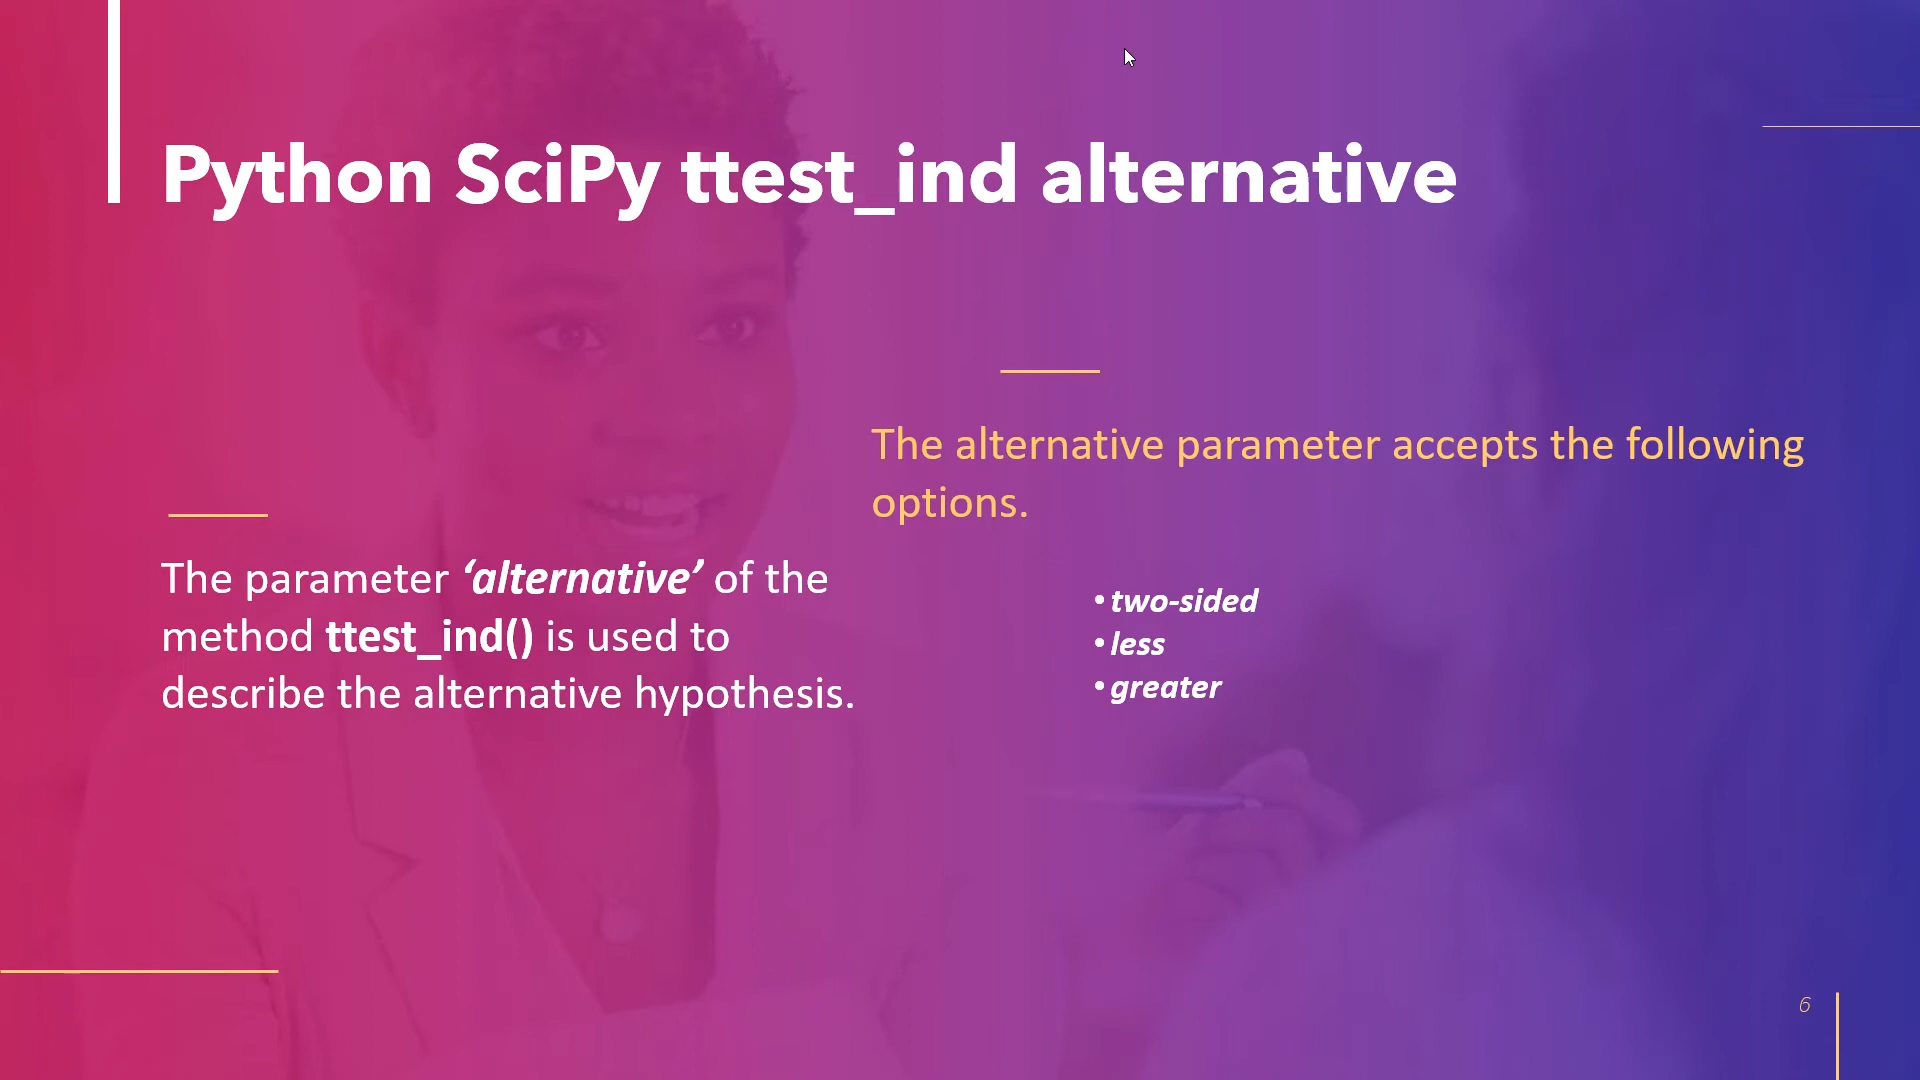 Python SciPy ttest_ind alternative
The parameter ‘alternative’ of the
method ttest_ind() is used to
describe the alternative hypothesis.
The alternative parameter accepts the following
options.
•two-sided
•less
•greater
6